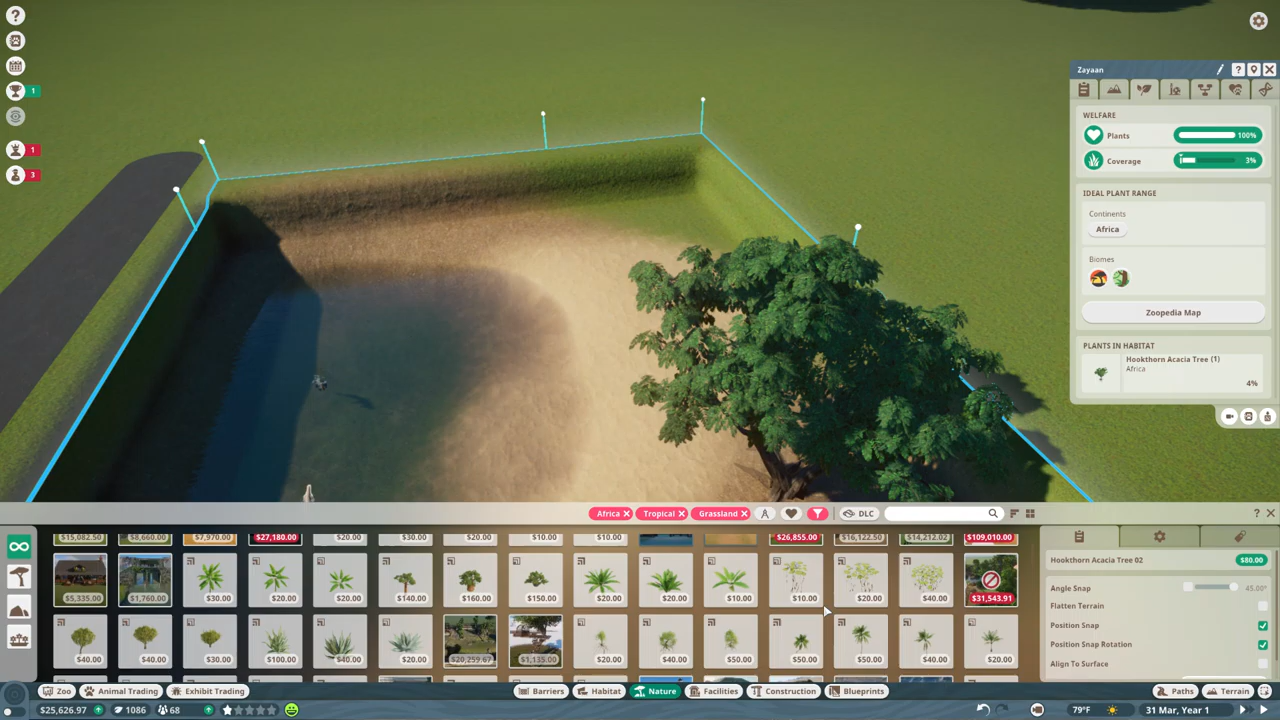 ?
1
1
3
Zayaan
?
WELFARE
Plants
100%
Coverage
3%
IDEAL PLANT RANGE
Continents
Africa
Biomes
Zoopedia Map
PLANTS IN HABITAT
Hookthorn Acacia Tree (1)
Africa
4%
Africa Tropical Grassland DLC
?
$15,082.50 $8,660.00 $7,970.00 $27,180.00 $20.00 $30.00 $20.00 $10.00 $10.00 $26,855.00 $16,122.50 $14,212.02 $109,010.00
$5,335.00 $1,760.00 $30.00 $20.00 $20.00 $140.00 $160.00 $150.00 $20.00 $20.00 $10.00 $10.00 $20.00 $40.00 $31,543.91
$40.00 $40.00 $30.00 $100.00 $40.00 $20.00 $20,259.67 $1,135.00 $20.00 $40.00 $50.00 $50.00 $50.00 $40.00 $20.00
Hookthorn Acacia Tree 02
$80.00
Angle Snap
45.00°
Flatten Terrain
Position Snap
Position Snap Rotation
Align To Surface
Zoo Animal Trading Exhibit Trading Barriers Habitat Nature Facilities Construction Blueprints Paths Terrain
$25,626.97 1086 68 79°F 31 Mar, Year 1